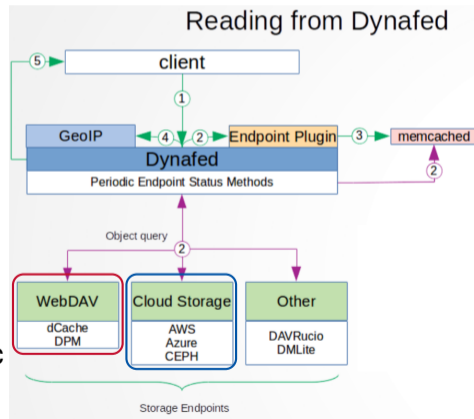 Reading from Dynafed
5
client
1
GeoIP
4
2
Endpoint Plugin
3
memcached
Dynafed
Periodic Endpoint Status Methods
2
Object query
2
WebDAV
Cloud Storage
Other
dCache
DPM
AWS
Azure
CEPH
DAVRucio
DMLite
c
Storage Endpoints